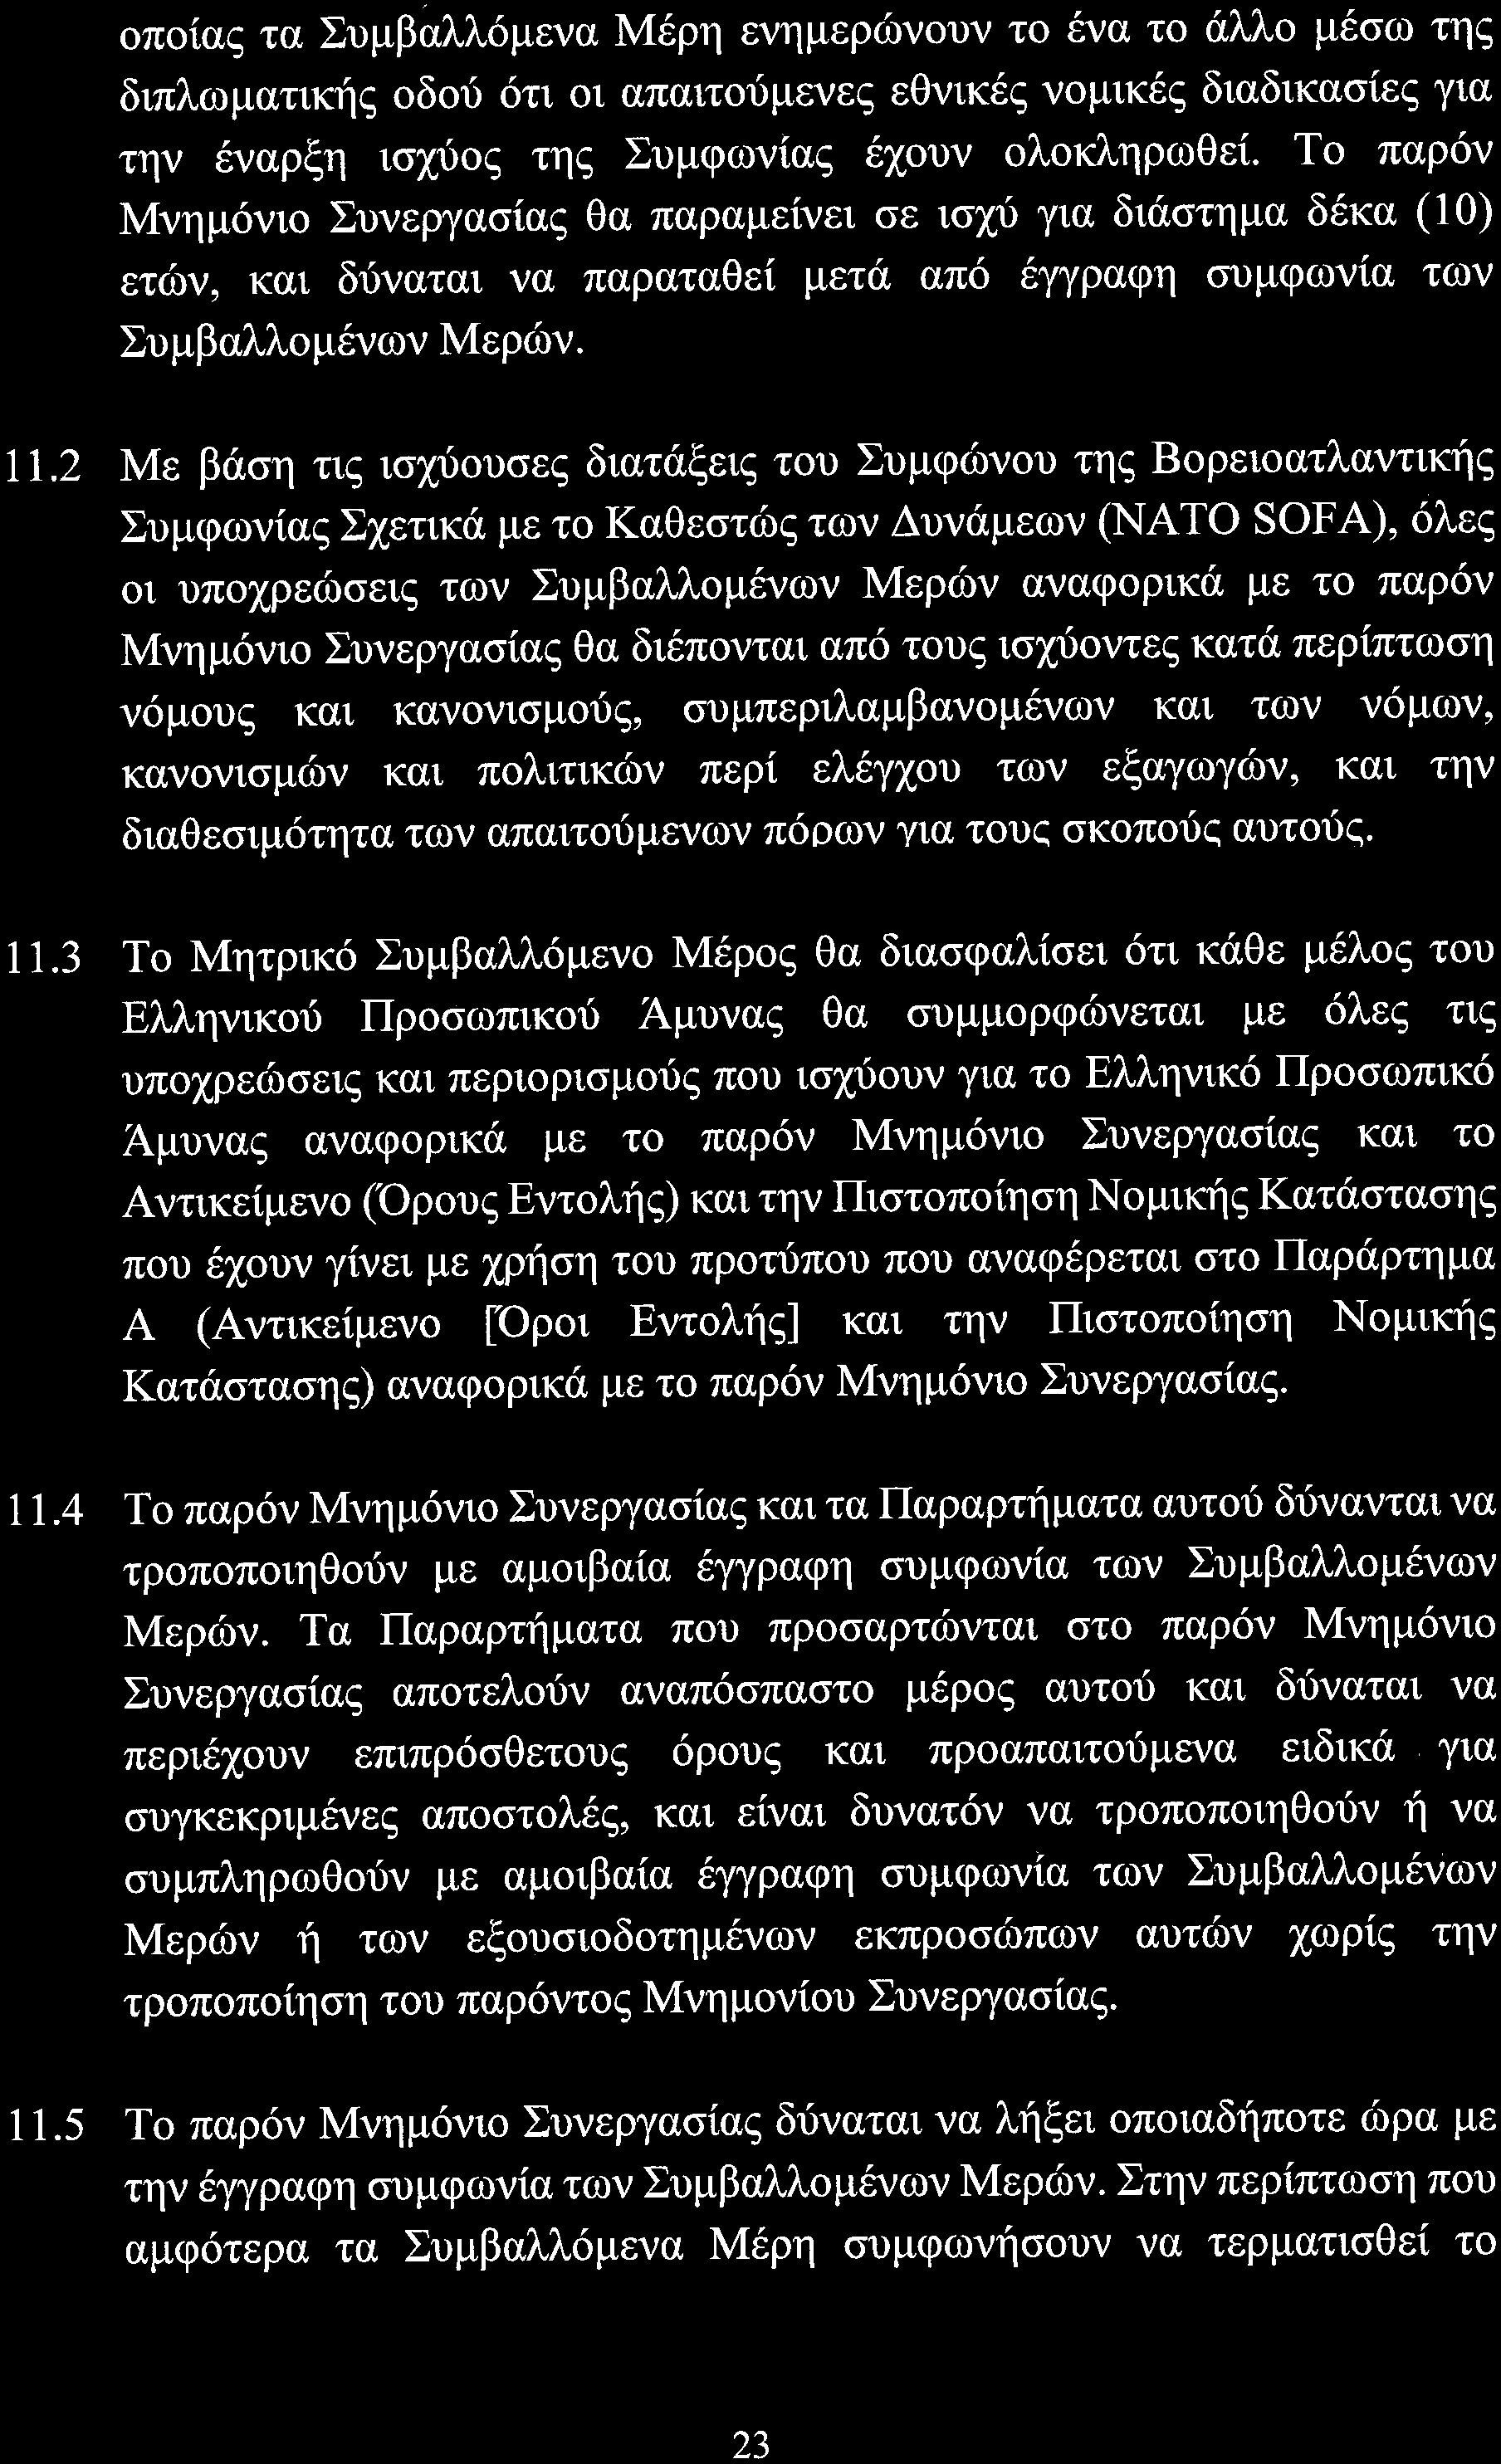 οποίας τα Συμβαλλόμενα Μέρη ενημερώνουν το ένα το άλλο μέσω της
διπλωματικής οδού ότι οι απαιτούμενες εθνικές νομικές διαδικασίες για
την έναρξη ισχύος της Συμφωνίας έχουν ολοκληρωθεί. Το παρόν
Μνημόνιο Συνεργασίας θα παραμείνει σε ισχύ για διάστημα δέκα (10)
ετών, και δύναται να παραταθεί μετά από έγγραφη συμφωνία των
Συμβαλλομένων Μερών.
11.2 Με βάση τις ισχύουσες διατάξεις του Συμφώνου της Βορειοατλαντικής
Συμφωνίας Σχετικά με το Καθεστώς των Δυνάμεων (NATO SOFA), όλες
οι υποχρεώσεις των Συμβαλλομένων Μερών αναφορικά με το παρόν
Μνημόνιο Συνεργασίας θα διέπονται από τους ισχύοντες κατά περίπτωση
νόμους και κανονισμούς, συμπεριλαμβανομένων και των νόμων,
κανονισμών και πολιτικών περί ελέγχου των εξαγωγών, και την
διαθεσιμότητα των απαιτούμενων πόρων για τους σκοπούς αυτούς.
11.3 Το Μητρικό Συμβαλλόμενο Μέρος θα διασφαλίσει ότι κάθε μέλος του
Ελληνικού Προσωπικού Άμυνας θα συμμορφώνεται με όλες τις
υποχρεώσεις και περιορισμούς που ισχύουν για το Ελληνικό Προσωπικό
Άμυνας αναφορικά με το παρόν Μνημόνιο Συνεργασίας και το
Αντικείμενο (Όρους Εντολής) και την Πιστοποίηση Νομικής Κατάστασης
που έχουν γίνει με χρήση του προτύπου που αναφέρεται στο Παράρτημα
Α (Αντικείμενο [Όροι Εντολής] και την Πιστοποίηση Νομικής
Κατάστασης) αναφορικά με το παρόν Μνημόνιο Συνεργασίας.
11.4 Το παρόν Μνημόνιο Συνεργασίας και τα Παραρτήματα αυτού δύνανται να
τροποποιηθούν με αμοιβαία έγγραφη συμφωνία των Συμβαλλομένων
Μερών. Τα Παραρτήματα που προσαρτώνται στο παρόν Μνημόνιο
Συνεργασίας αποτελούν αναπόσπαστο μέρος αυτού και δύναται να
περιέχουν επιπρόσθετους όρους και προαπαιτούμενα ειδικά για
συγκεκριμένες αποστολές, και είναι δυνατόν να τροποποιηθούν ή να
συμπληρωθούν με αμοιβαία έγγραφη συμφωνία των Συμβαλλομένων
Μερών ή των εξουσιοδοτημένων εκπροσώπων αυτών χωρίς την
τροποποίηση του παρόντος Μνημονίου Συνεργασίας.
11.5 Το παρόν Μνημόνιο Συνεργασίας δύναται να λήξει οποιαδήποτε ώρα με
την έγγραφη συμφωνία των Συμβαλλομένων Μερών. Στην περίπτωση που
αμφότερα τα Συμβαλλόμενα Μέρη συμφωνήσουν να τερματισθεί το
23